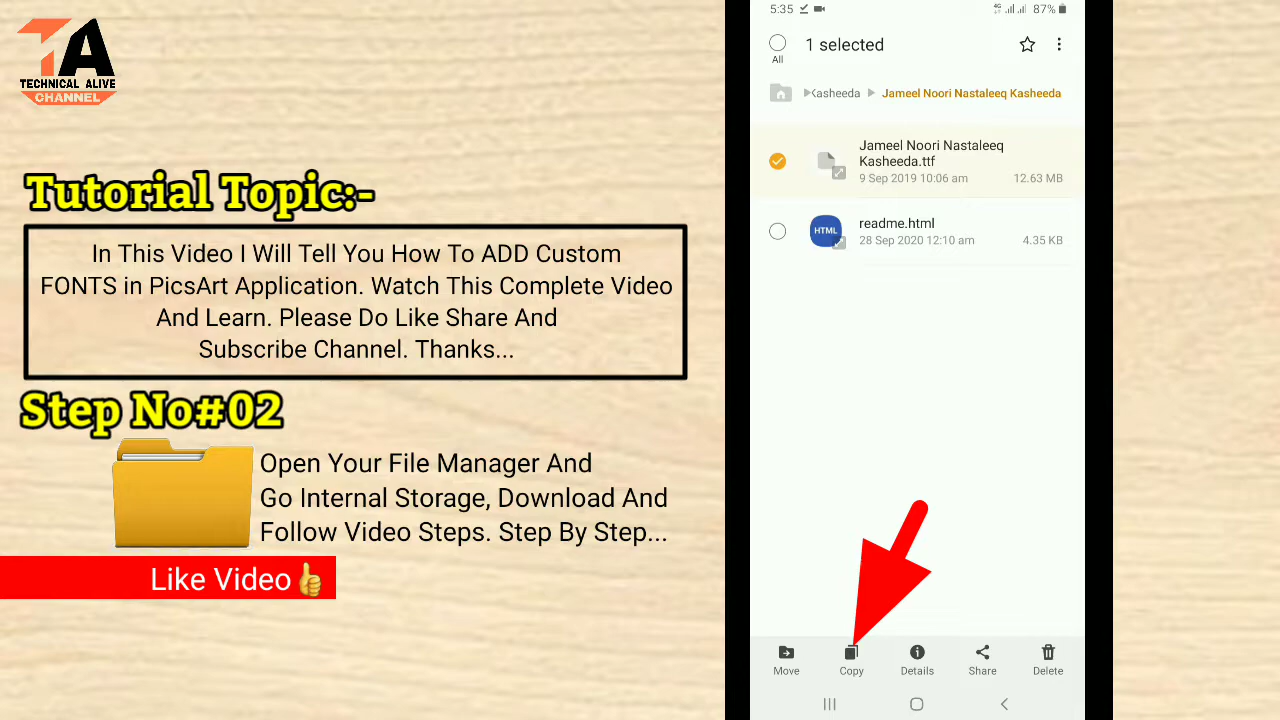 TA
TECHNICAL ALIVE
CHANNEL
Tutorial Topic:-
In This Video I Will Tell You How To ADD Custom
FONTS in PicsArt Application. Watch This Complete Video
And Learn. Please Do Like Share And
Subscribe Channel. Thanks...
Step No#02
Open Your File Manager And
Go Internal Storage, Download And
Follow Video Steps. Step By Step...
Like Video👍
5:35 4G 87%
All 1 selected
Kasheeda Jameel Noori Nastaleeq Kasheeda
Jameel Noori Nastaleeq
Kasheeda.ttf
9 Sep 2019 10:06 am 12.63 MB
HTML readme.html
28 Sep 2020 12:10 am 4.35 KB
Move Copy Details Share Delete